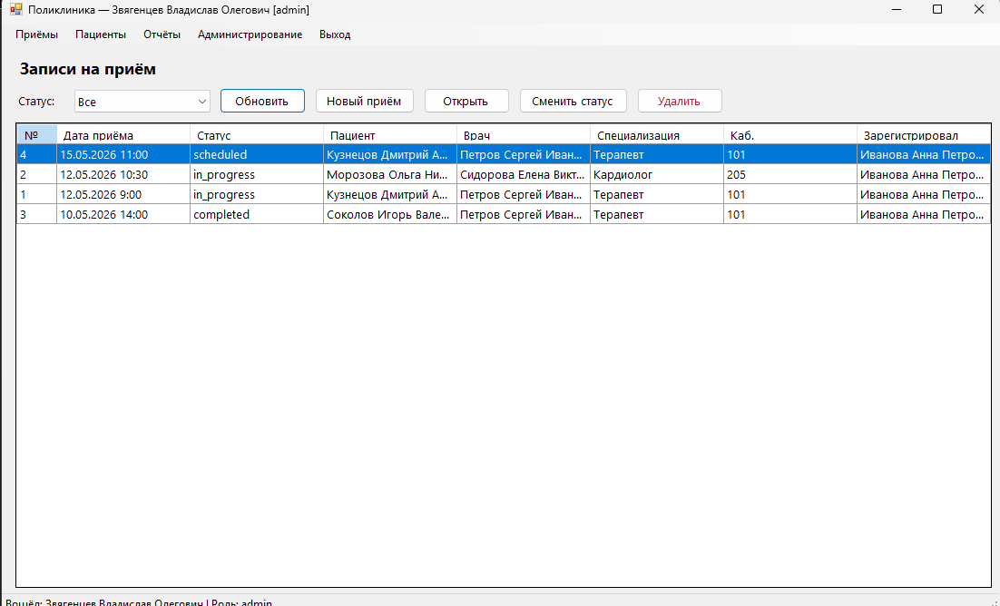 Поликлиника — Звягенцев Владислав Олегович [admin]
Приёмы Пациенты Отчёты Администрирование Выход
Записи на приём
Статус: Все Обновить Новый приём Открыть Сменить статус Удалить
№ Дата приёма Статус Пациент Врач Специализация Каб. Зарегистрировал
4 15.05.2026 11:00 scheduled Кузнецов Дмитрий А... Петров Сергей Иван... Терапевт 101 Иванова Анна Петро...
2 12.05.2026 10:30 in_progress Морозова Ольга Ни... Сидорова Елена Викт... Кардиолог 205 Иванова Анна Петро...
1 12.05.2026 9:00 in_progress Кузнецов Дмитрий А... Петров Сергей Иван... Терапевт 101 Иванова Анна Петро...
3 10.05.2026 14:00 completed Соколов Игорь Вале... Петров Сергей Иван... Терапевт 101 Иванова Анна Петро...
Вошёл: Звягенцев Владислав Олегович | Роль: admin